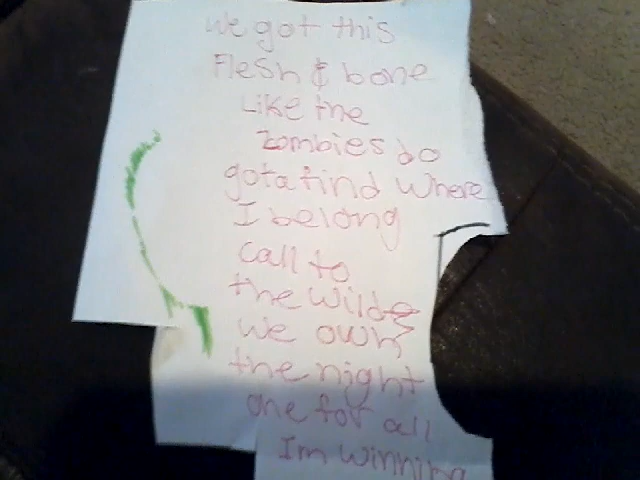 We got this
Flesh & bone
Like the
Zombies do
gota find where
I belong
Call to
the wilde
We own
the night
one for all
Im winning